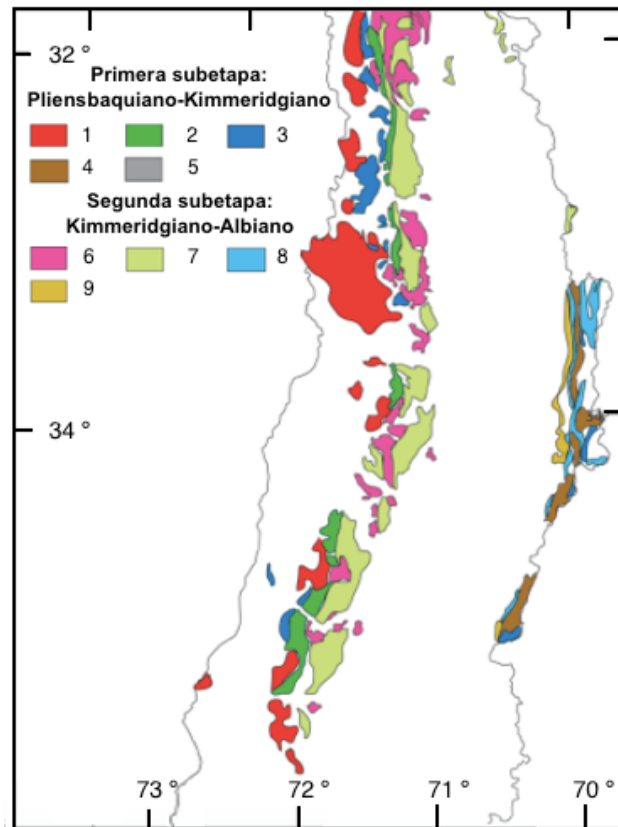 32 °
Primera subetapa:
Pliensbaquiano-Kimmeridgiano
1 2 3
4 5
Segunda subetapa:
Kimmeridgiano-Albiano
6 7 8
9
34 °
73 ° 72 ° 71 ° 70 °